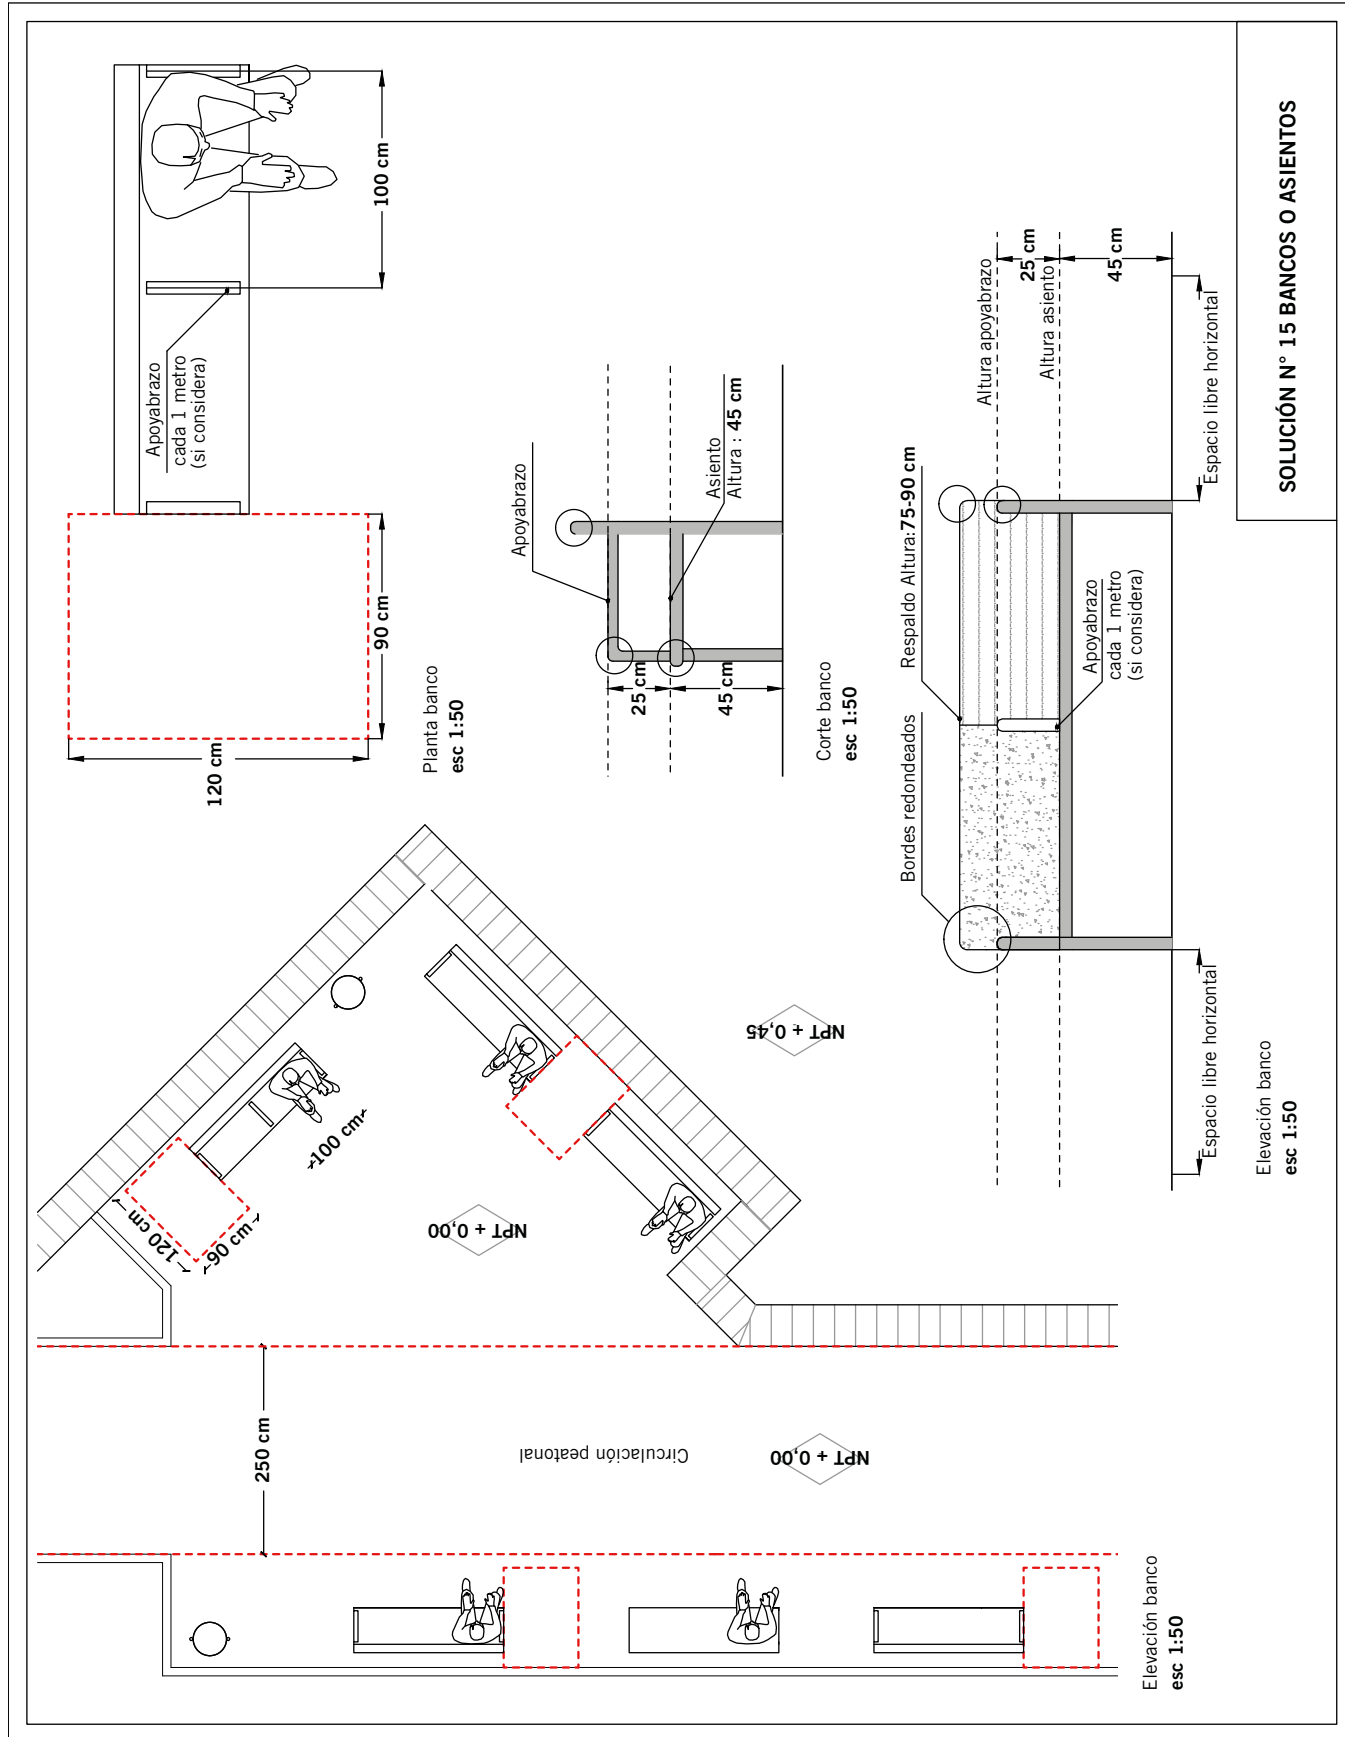 120 cm
90 cm
Apoyabrazo
cada 1 metro
(si considera)
100 cm
Planta banco
esc 1:50
Apoyabrazo
Asiento
Altura : 45 cm
25 cm
45 cm
Corte banco
esc 1:50
Bordes redondeados
Respaldo Altura:75-90 cm
Altura apoyabrazo
25 cm
Altura asiento
45 cm
Apoyabrazo
cada 1 metro
(si considera)
Espacio libre horizontal
Espacio libre horizontal
Elevación banco
esc 1:50
120 cm
90 cm
100 cm
NPT + 0,00
NPT + 0,45
250 cm
Circulación peatonal
NPT + 0,00
Elevación banco
esc 1:50
SOLUCIÓN N° 15 BANCOS O ASIENTOS